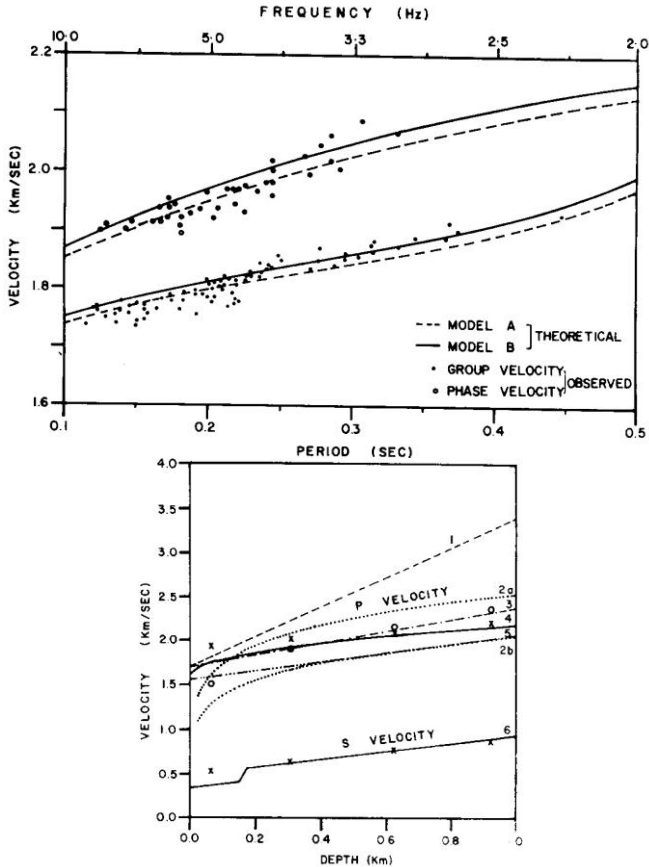 FREQUENCY (Hz)
10·0 5·0 3·3 2·5 2·0
2.2
2.0
1.8
1.6
VELOCITY (Km/SEC)
MODEL A
MODEL B
THEORETICAL
GROUP VELOCITY
PHASE VELOCITY
OBSERVED
0.1 0.2 0.3 0.4 0.5
PERIOD (SEC)
4.0
3.5
3.0
2.5
2.0
1.5
1.0
0.5
0.0
VELOCITY (Km/SEC)
1
P VELOCITY
2a
3
4
5
2b
S VELOCITY
6
0.0 0.2 0.4 0.6 0.8 1·0
DEPTH (Km)